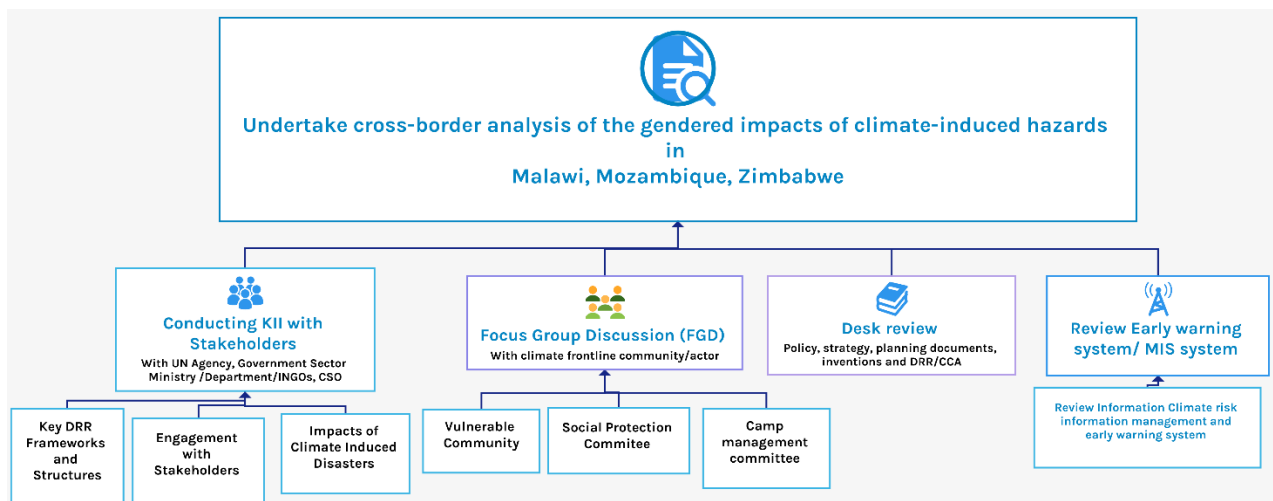 Undertake cross-border analysis of the gendered impacts of climate-induced hazards
in
Malawi, Mozambique, Zimbabwe
Conducting KII with
Stakeholders
With UN Agency, Government Sector
Ministry /Department/INGOs, CSO
Focus Group Discussion (FGD)
With climate frontline community/actor
Desk review
Policy, strategy, planning documents,
inventions and DRR/CCA
Review Early warning
system/ MIS system
Key DRR
Frameworks
and
Structures
Engagement
with
Stakeholders
Impacts of
Climate Induced
Disasters
Vulnerable
Community
Social Protection
Commitee
Camp
management
committee
Review Information Climate risk
information management and
early warning system